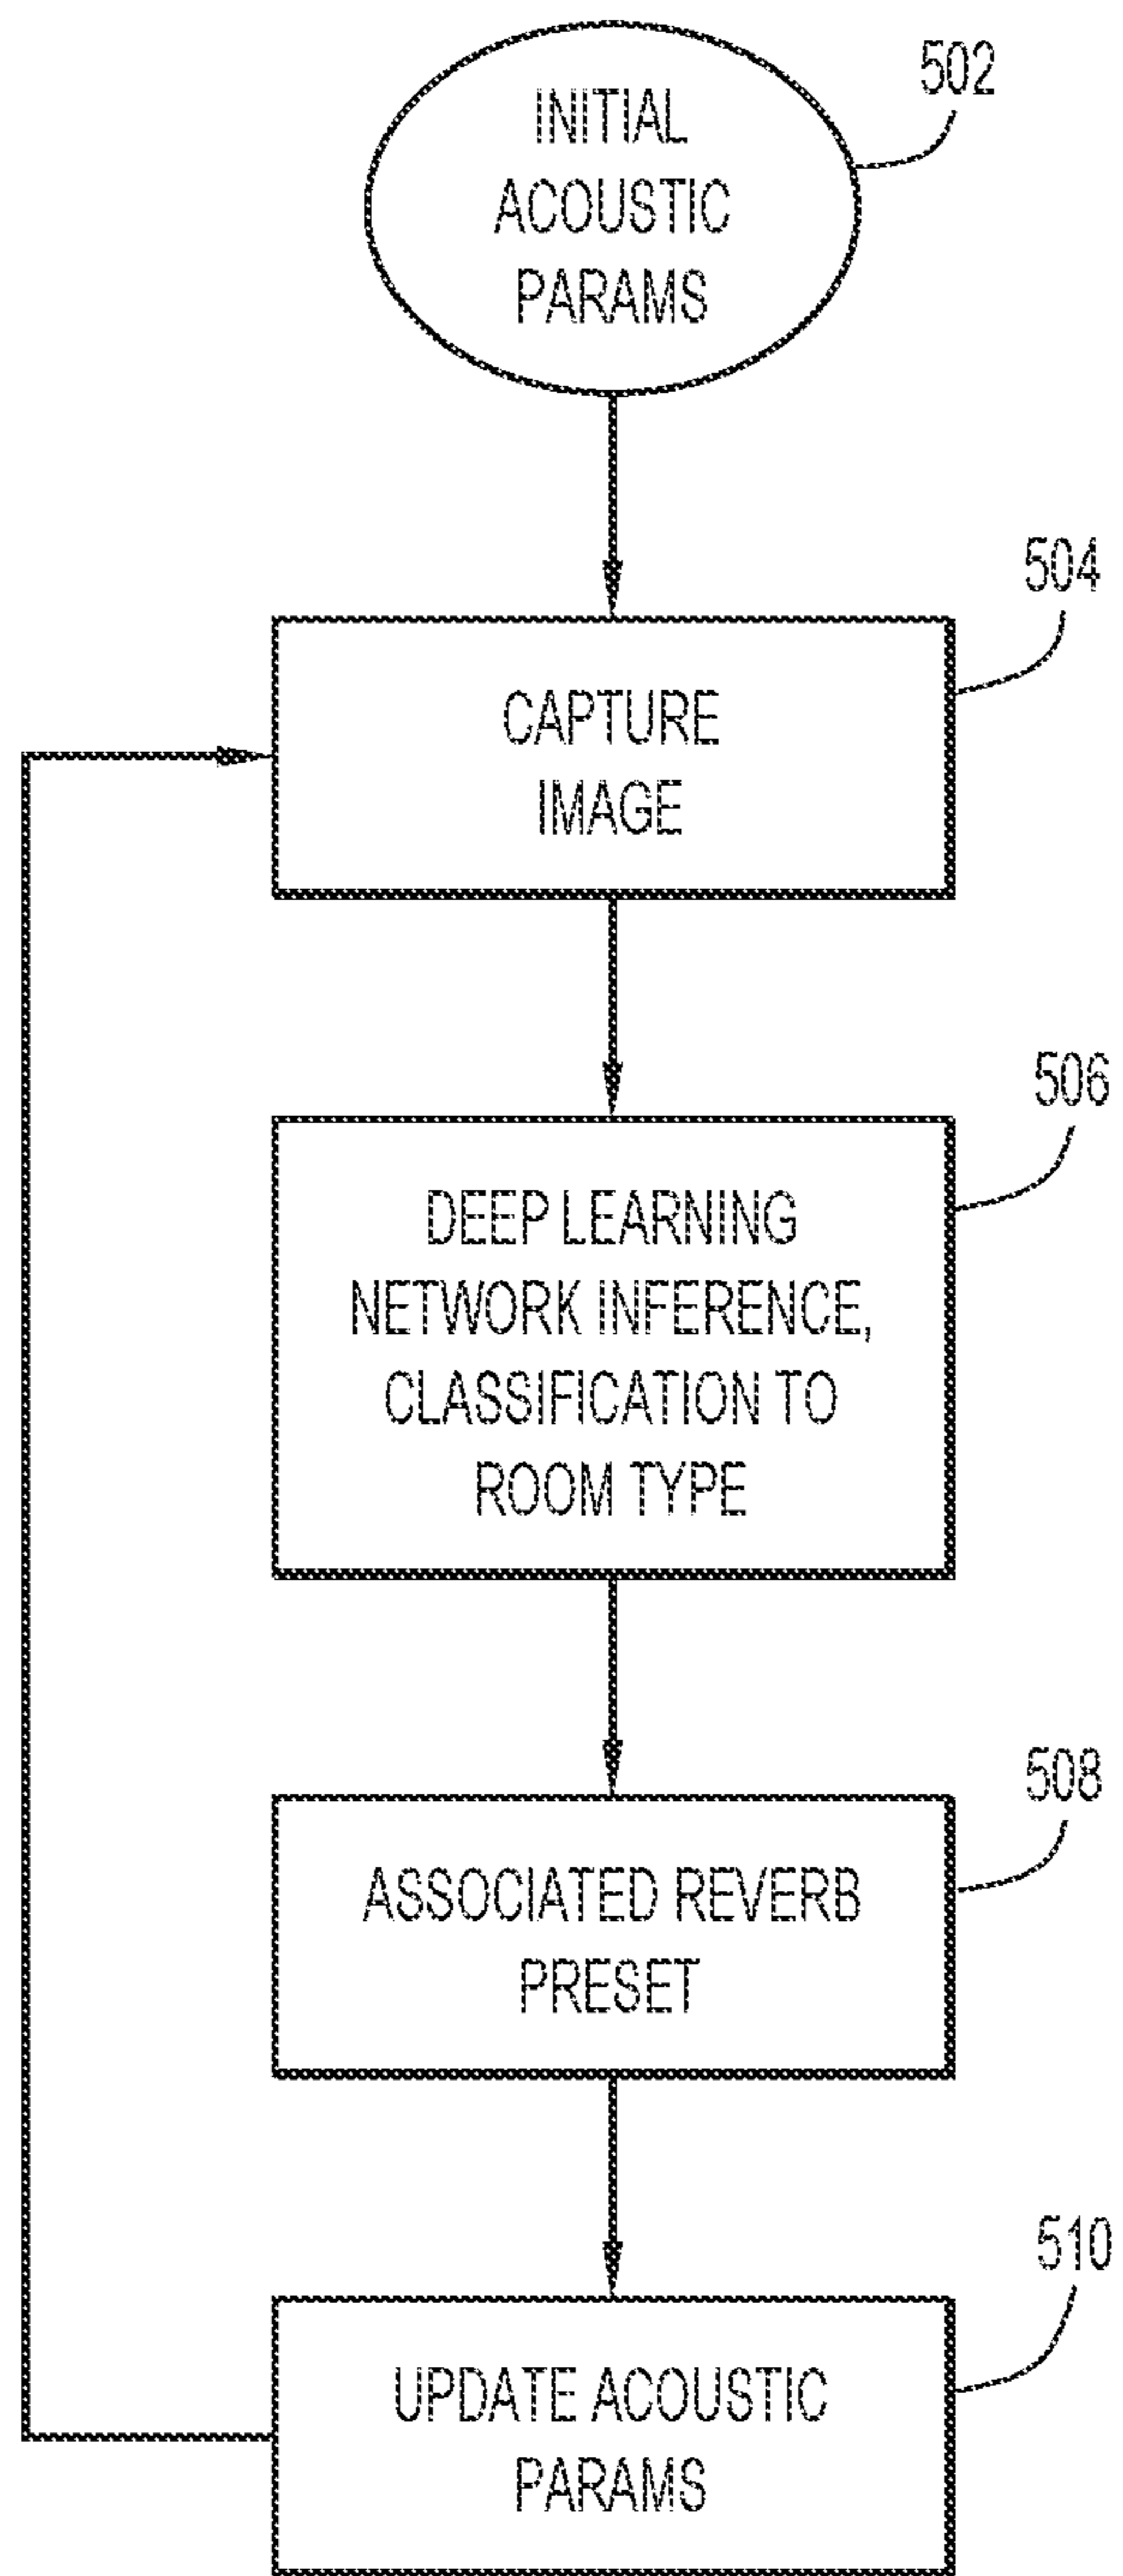 502
INITIAL
ACOUSTIC
PARAMS
504
CAPTURE
IMAGE
506
DEEP LEARNING
NETWORK INFERENCE,
CLASSIFICATION TO
ROOM TYPE
508
ASSOCIATED REVERB
PRESET
510
UPDATE ACOUSTIC
PARAMS